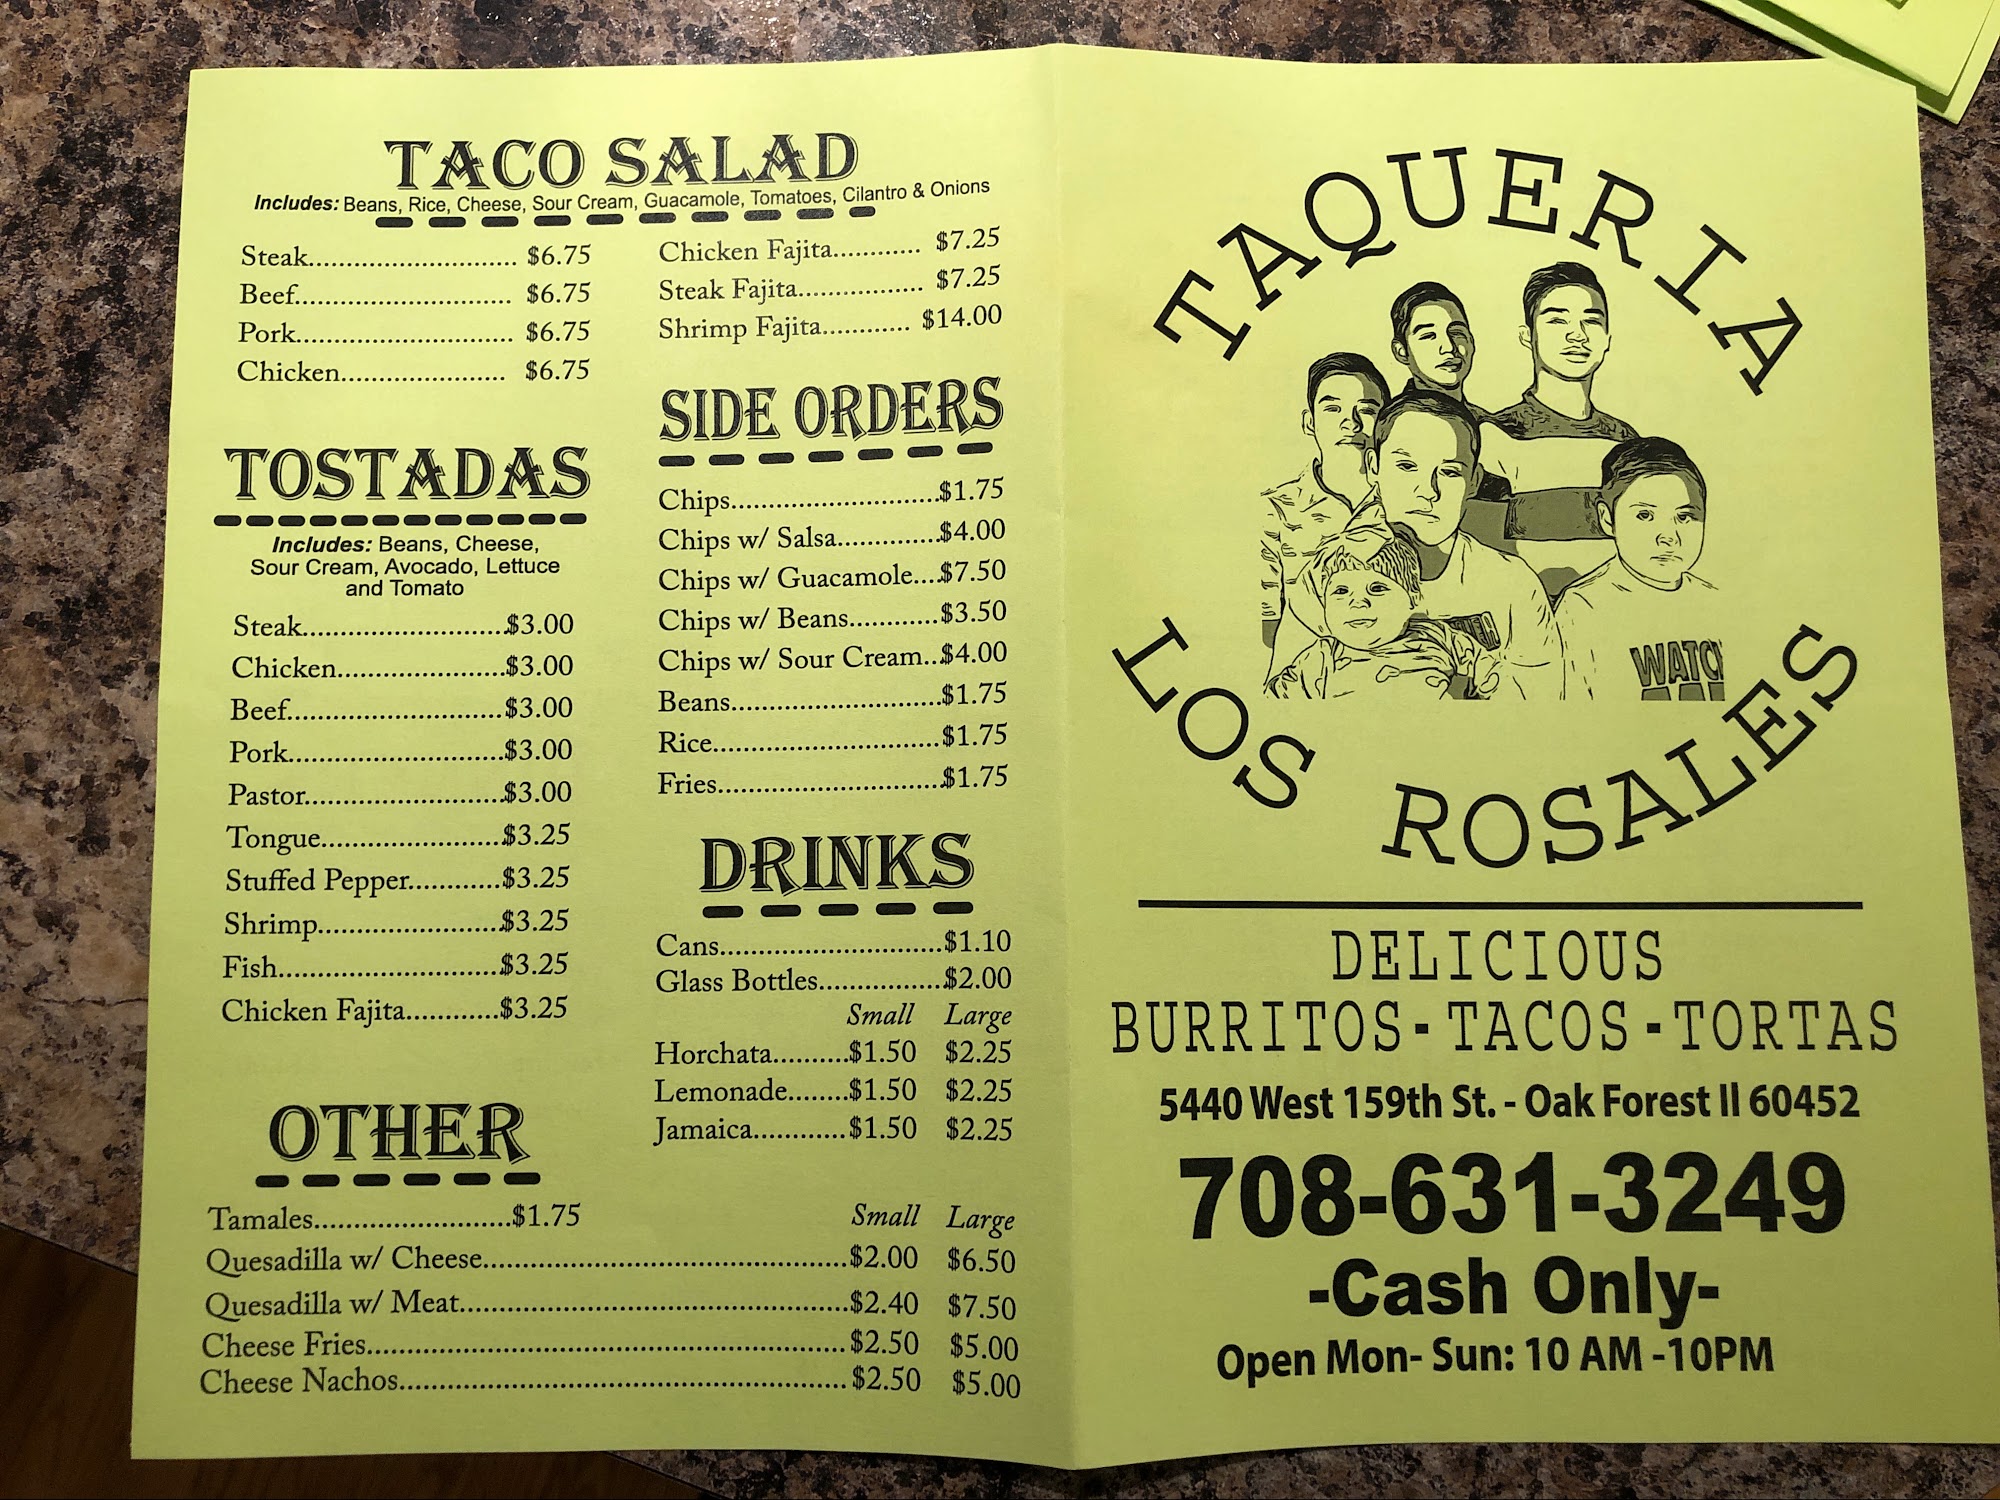 TACO SALAD
Includes: Beans, Rice, Cheese, Sour Cream, Guacamole, Tomatoes, Cilantro & Onions
Steak........................... $6.75
Beef............................ $6.75
Pork............................ $6.75
Chicken..................... $6.75
Chicken Fajita........... $7.25
Steak Fajita................ $7.25
Shrimp Fajita............ $14.00
TOSTADAS
Includes: Beans, Cheese,
Sour Cream, Avocado, Lettuce
and Tomato
Steak..........................$3.00
Chicken.....................$3.00
Beef............................$3.00
Pork............................$3.00
Pastor..........................$3.00
Tongue.......................$3.25
Stuffed Pepper............$3.25
Shrimp.......................$3.25
Fish............................$3.25
Chicken Fajita............$3.25
SIDE ORDERS
Chips...........................$1.75
Chips w/ Salsa.............$4.00
Chips w/ Guacamole....$7.50
Chips w/ Beans............$3.50
Chips w/ Sour Cream..$4.00
Beans...........................$1.75
Rice.............................$1.75
Fries.............................$1.75
DRINKS
Cans.............................$1.10
Glass Bottles................$2.00
Small Large
Horchata..........$1.50 $2.25
Lemonade........$1.50 $2.25
Jamaica............$1.50 $2.25
OTHER
Tamales.........................$1.75
Small Large
Quesadilla w/ Cheese...............................................$2.00 $6.50
Quesadilla w/ Meat..................................................$2.40 $7.50
Cheese Fries.............................................................. $2.50 $5.00
Cheese Nachos.......................................................... $2.50 $5.00
TAQUERIA
WATCH
LOS ROSALES
DELICIOUS
BURRITOS-TACOS-TORTAS
5440 West 159th St. - Oak Forest Il 60452
708-631-3249
-Cash Only-
Open Mon- Sun: 10 AM -10PM